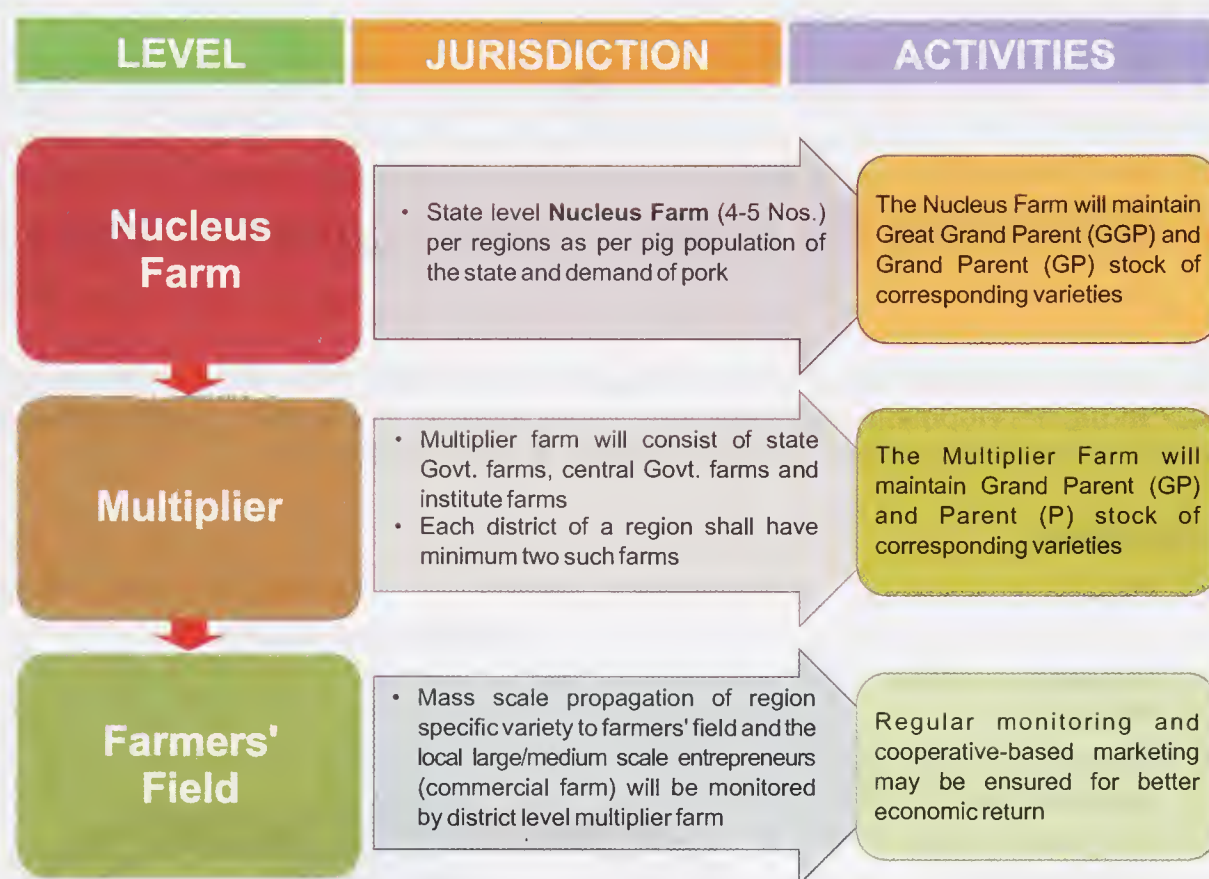 LEVEL
JURISDICTION
ACTIVITIES
Nucleus
Farm
• State level Nucleus Farm (4-5 Nos.)
per regions as per pig population of
the state and demand of pork
The Nucleus Farm will maintain
Great Grand Parent (GGP) and
Grand Parent (GP) stock of
corresponding varieties
Multiplier
• Multiplier farm will consist of state
Govt. farms, central Govt. farms and
institute farms
• Each district of a region shall have
minimum two such farms
The Multiplier Farm will
maintain Grand Parent (GP)
and Parent (P) stock of
corresponding varieties
Farmers'
Field
• Mass scale propagation of region
specific variety to farmers' field and the
local large/medium scale entrepreneurs
(commercial farm) will be monitored
by district level multiplier farm
Regular monitoring and
cooperative-based marketing
may be ensured for better
economic return